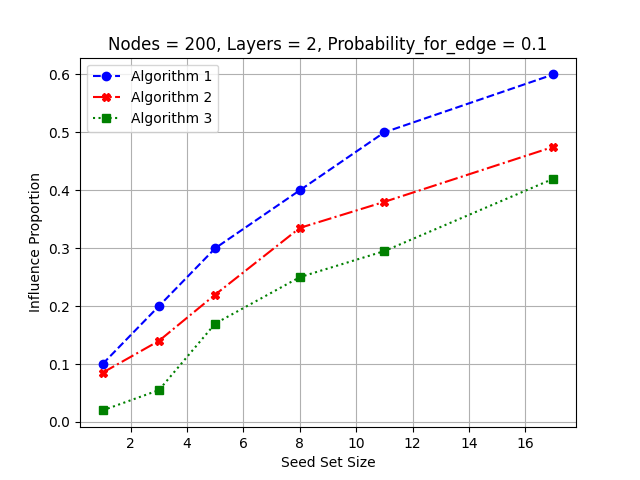 Nodes = 200, Layers = 2, Probability_for_edge = 0.1
Algorithm 1
Algorithm 2
Algorithm 3
Influence Proportion
0.6
0.5
0.4
0.3
0.2
0.1
0.0
2 4 6 8 10 12 14 16
Seed Set Size